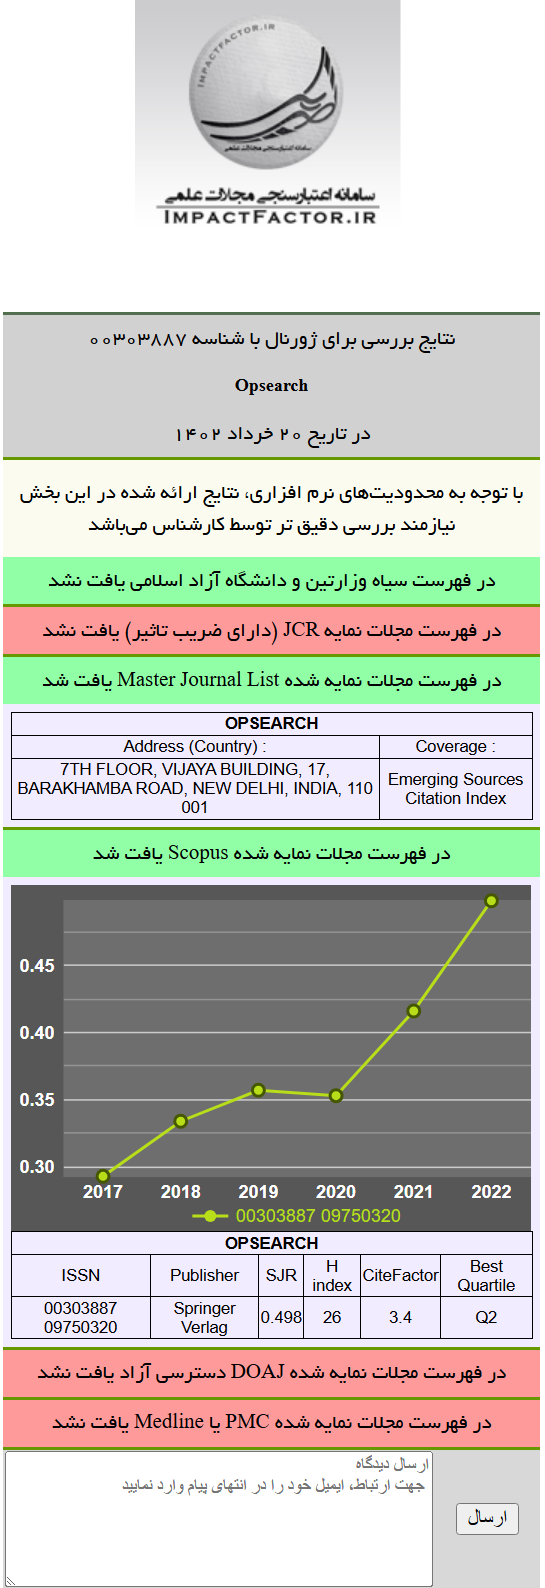 IMPACTFACTOR.IR
سامانه اعتبارسنجی مجلات علمی
سامانه اعتبارسنجی مجلات علمی
IMPACTFACTOR.IR
نتایج بررسی برای ژورنال با شناسه ۰۰۳۰۳۸۸۷
Opsearch
در تاریخ ۲۰ خرداد ۱۴۰۲
با توجه به محدودیت‌های نرم افزاری، نتایج ارائه شده در این بخش
نیازمند بررسی دقیق تر توسط کارشناس می‌باشد
در فهرست سیاه وزارتین و دانشگاه آزاد اسلامی یافت نشد
در فهرست مجلات نمایه JCR (دارای ضریب تاثیر) یافت نشد
در فهرست مجلات نمایه شده Master Journal List یافت شد
OPSEARCH
Address (Country) : Coverage :
7TH FLOOR, VIJAYA BUILDING, 17,
BARAKHAMBA ROAD, NEW DELHI, INDIA, 110
001
Emerging Sources
Citation Index
در فهرست مجلات نمایه شده Scopus یافت شد
0.45
0.40
0.35
0.30
2017 2018 2019 2020 2021 2022
00303887 09750320
OPSEARCH
ISSN Publisher SJR H index CiteFactor Best Quartile
00303887 09750320 Springer Verlag 0.498 26 3.4 Q2
در فهرست مجلات نمایه شده DOAJ دسترسی آزاد یافت نشد
در فهرست مجلات نمایه شده PMC یا Medline یافت نشد
ارسال دیدگاه
جهت ارتباط، ایمیل خود را در انتهای پیام وارد نمایید
ارسال